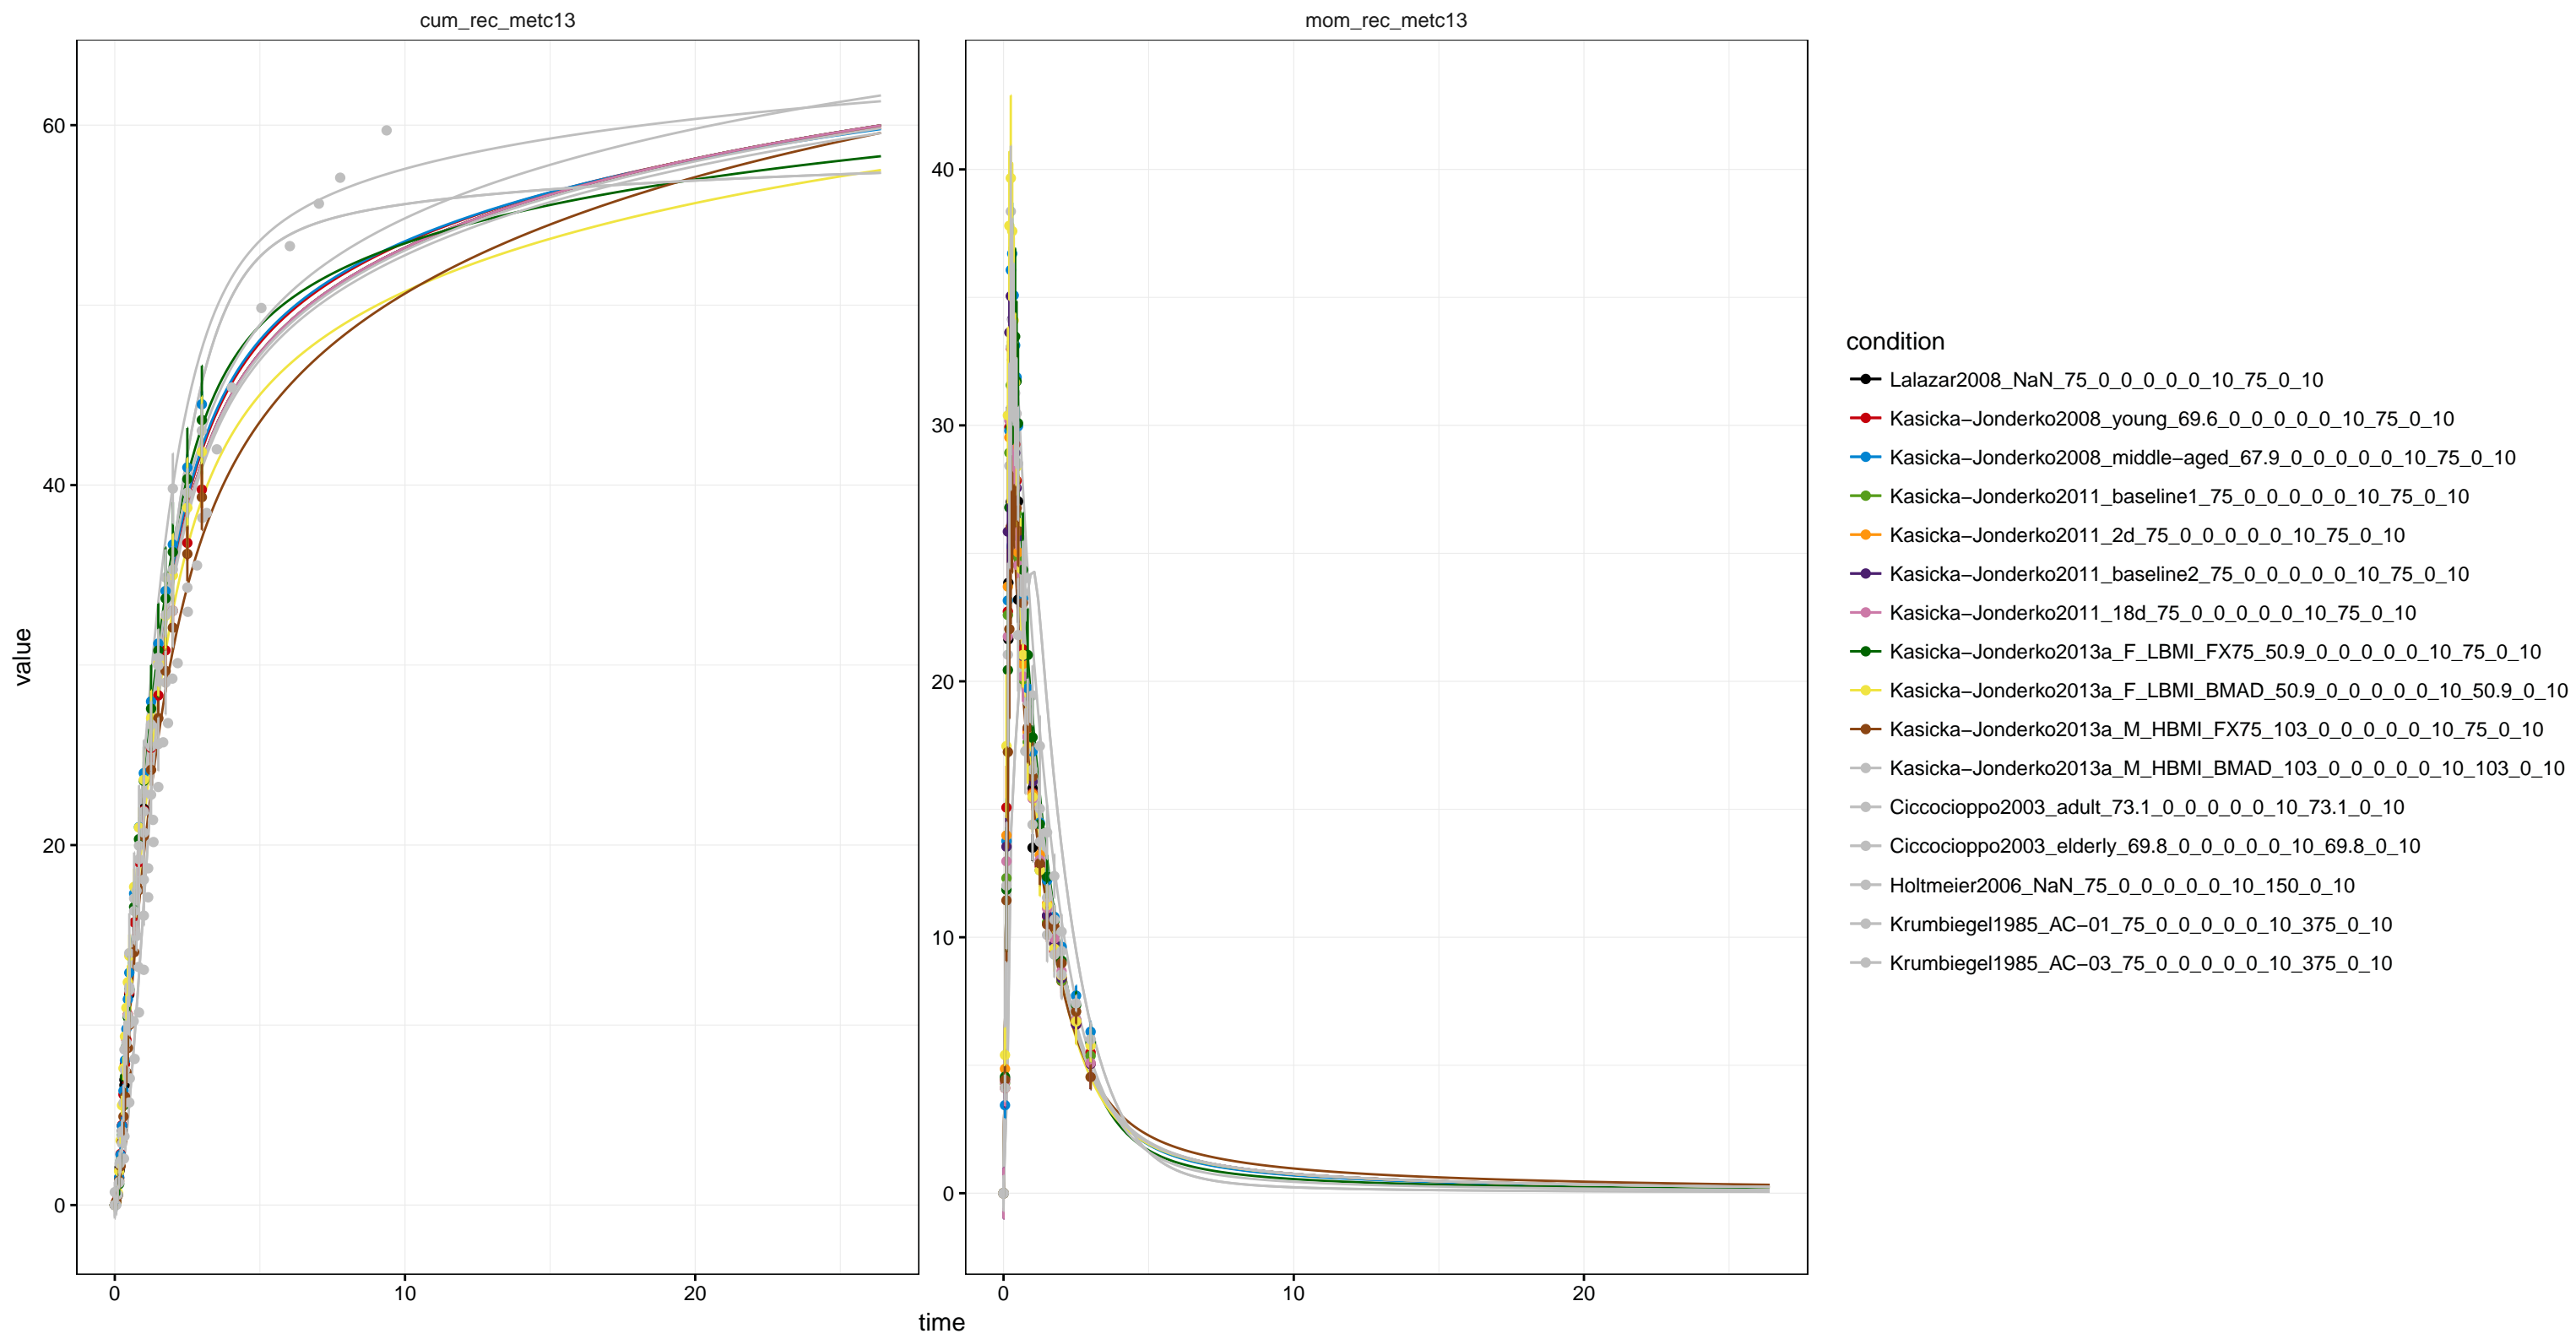 cum_rec_metc13
mom_rec_metc13
value
60
40
20
0
0
10
20
40
30
20
10
0
0
10
20
time
condition
Lalazar2008_NaN_75_0_0_0_0_0_10_75_0_10
Kasicka−Jonderko2008_young_69.6_0_0_0_0_0_10_75_0_10
Kasicka−Jonderko2008_middle−aged_67.9_0_0_0_0_0_10_75_0_10
Kasicka−Jonderko2011_baseline1_75_0_0_0_0_0_10_75_0_10
Kasicka−Jonderko2011_2d_75_0_0_0_0_0_10_75_0_10
Kasicka−Jonderko2011_baseline2_75_0_0_0_0_0_10_75_0_10
Kasicka−Jonderko2011_18d_75_0_0_0_0_0_10_75_0_10
Kasicka−Jonderko2013a_F_LBMI_FX75_50.9_0_0_0_0_0_10_75_0_10
Kasicka−Jonderko2013a_F_LBMI_BMAD_50.9_0_0_0_0_0_10_50.9_0_10
Kasicka−Jonderko2013a_M_HBMI_FX75_103_0_0_0_0_0_10_75_0_10
Kasicka−Jonderko2013a_M_HBMI_BMAD_103_0_0_0_0_0_10_103_0_10
Ciccocioppo2003_adult_73.1_0_0_0_0_0_10_73.1_0_10
Ciccocioppo2003_elderly_69.8_0_0_0_0_0_10_69.8_0_10
Holtmeier2006_NaN_75_0_0_0_0_0_10_150_0_10
Krumbiegel1985_AC−01_75_0_0_0_0_0_10_375_0_10
Krumbiegel1985_AC−03_75_0_0_0_0_0_10_375_0_10